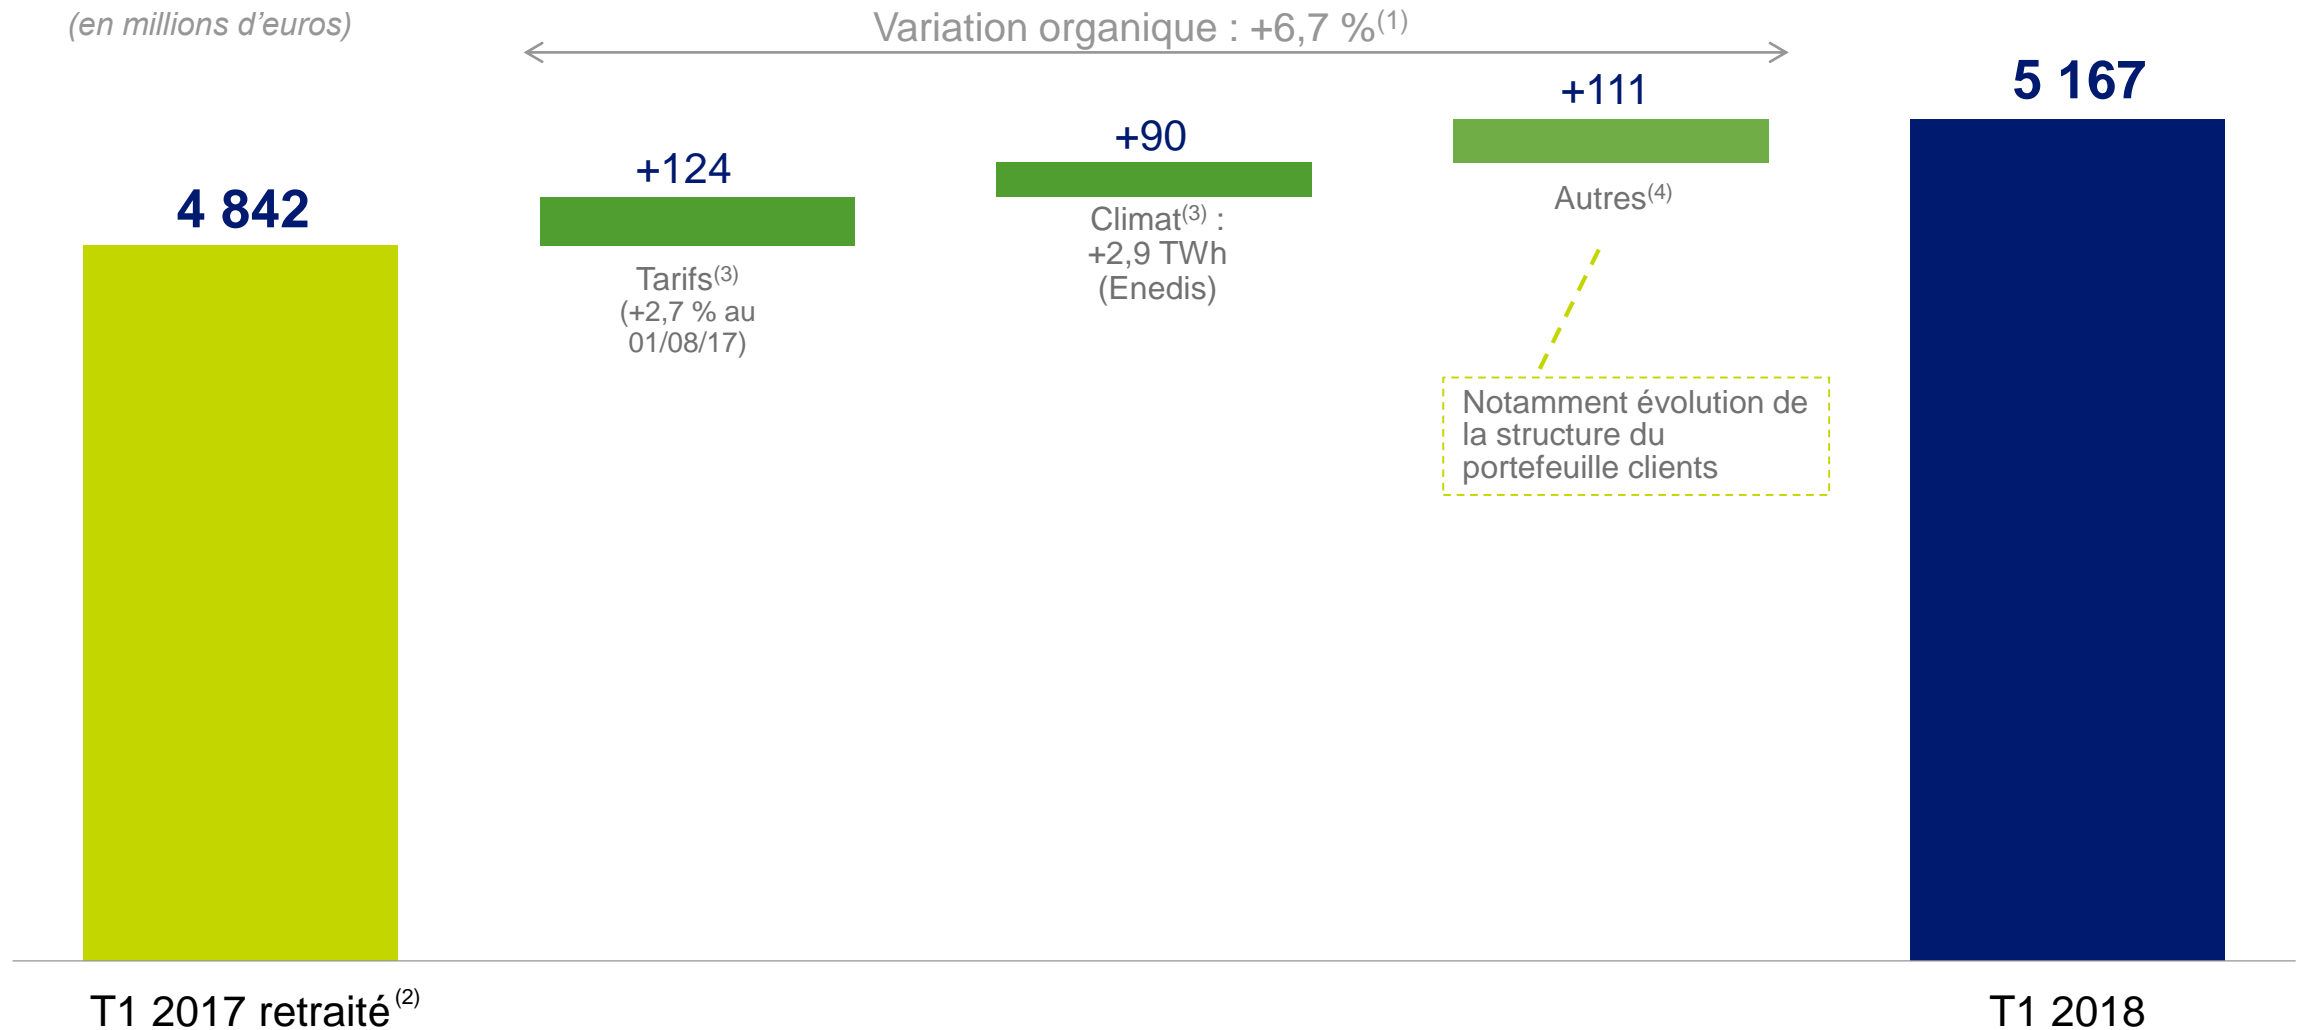 (en millions d’euros)
Variation organique : +6,7 %(1)
4 842
+124
Tarifs(3)
(+2,7 % au
01/08/17)
+90
Climat(3) :
+2,9 TWh
(Enedis)
+111
Autres(4)
Notamment évolution de
la structure du
portefeuille clients
5 167
T1 2017 retraité (2)
T1 2018